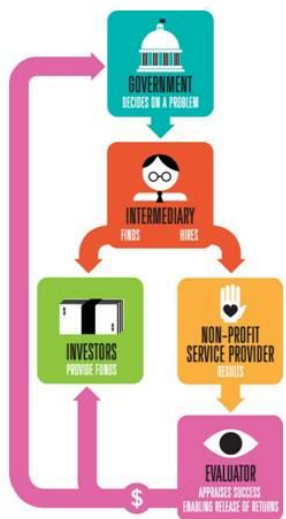 GOVERNMENT
DECIDES ON A PROBLEM
INTERMEDIARY
FINDS HIRES
INVESTORS
PROVIDE FUNDS
NON-PROFIT
SERVICE PROVIDER
RESULTS
EVALUATOR
APPRAISES SUCCESS
ENABLING RELEASE OF RETURNS
$